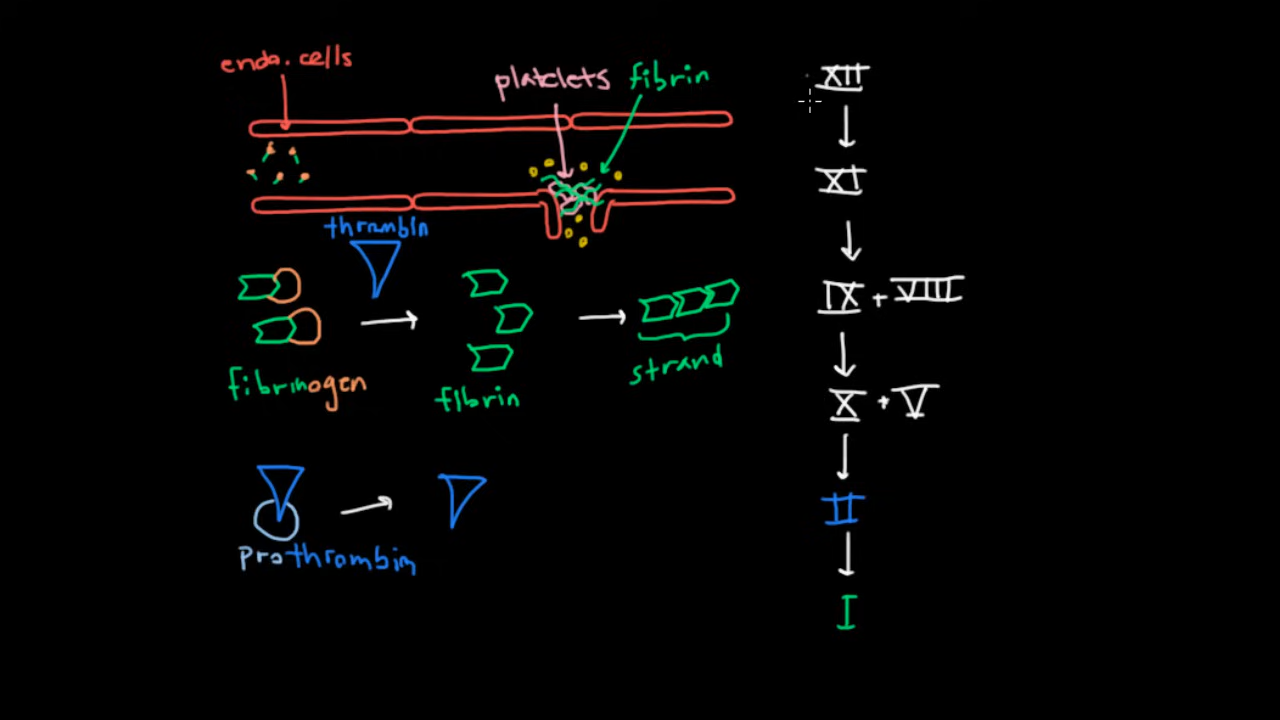 endo. cells
platelets
fibrin
thrombin
fibrinogen
fibrin
strand
prothrombin
XII
XI
IX + VIII
X + V
II
I